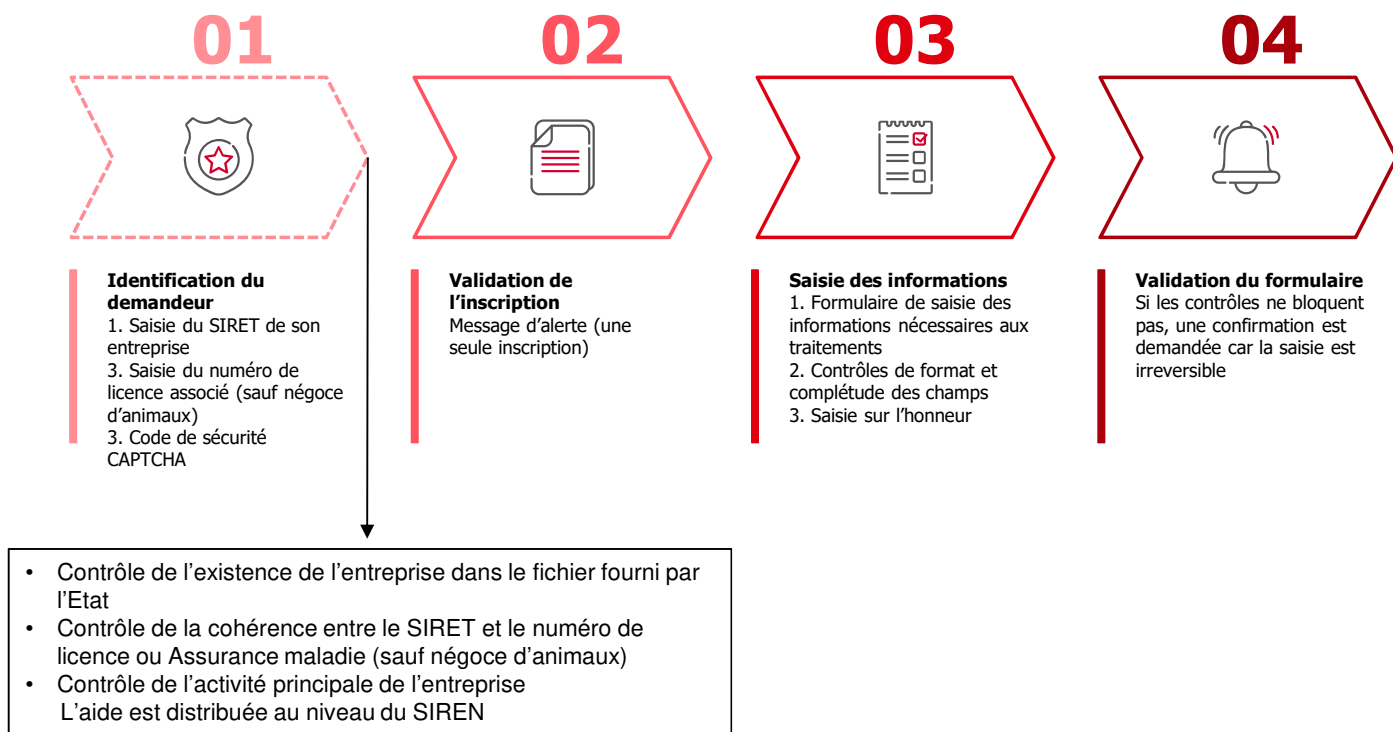 01
02
03
04
Identification du
demandeur
1. Saisie du SIRET de son
entreprise
3. Saisie du numéro de
licence associé (sauf négoce
d’animaux)
3. Code de sécurité
CAPTCHA
Validation de
l’inscription
Message d’alerte (une
seule inscription)
Saisie des informations
1. Formulaire de saisie des
informations nécessaires aux
traitements
2. Contrôles de format et
complétude des champs
3. Saisie sur l’honneur
Validation du formulaire
Si les contrôles ne bloquent
pas, une confirmation est
demandée car la saisie est
irreversible
• Contrôle de l’existence de l’entreprise dans le fichier fourni par
l’Etat
• Contrôle de la cohérence entre le SIRET et le numéro de
licence ou Assurance maladie (sauf négoce d’animaux)
• Contrôle de l’activité principale de l’entreprise
L’aide est distribuée au niveau du SIREN